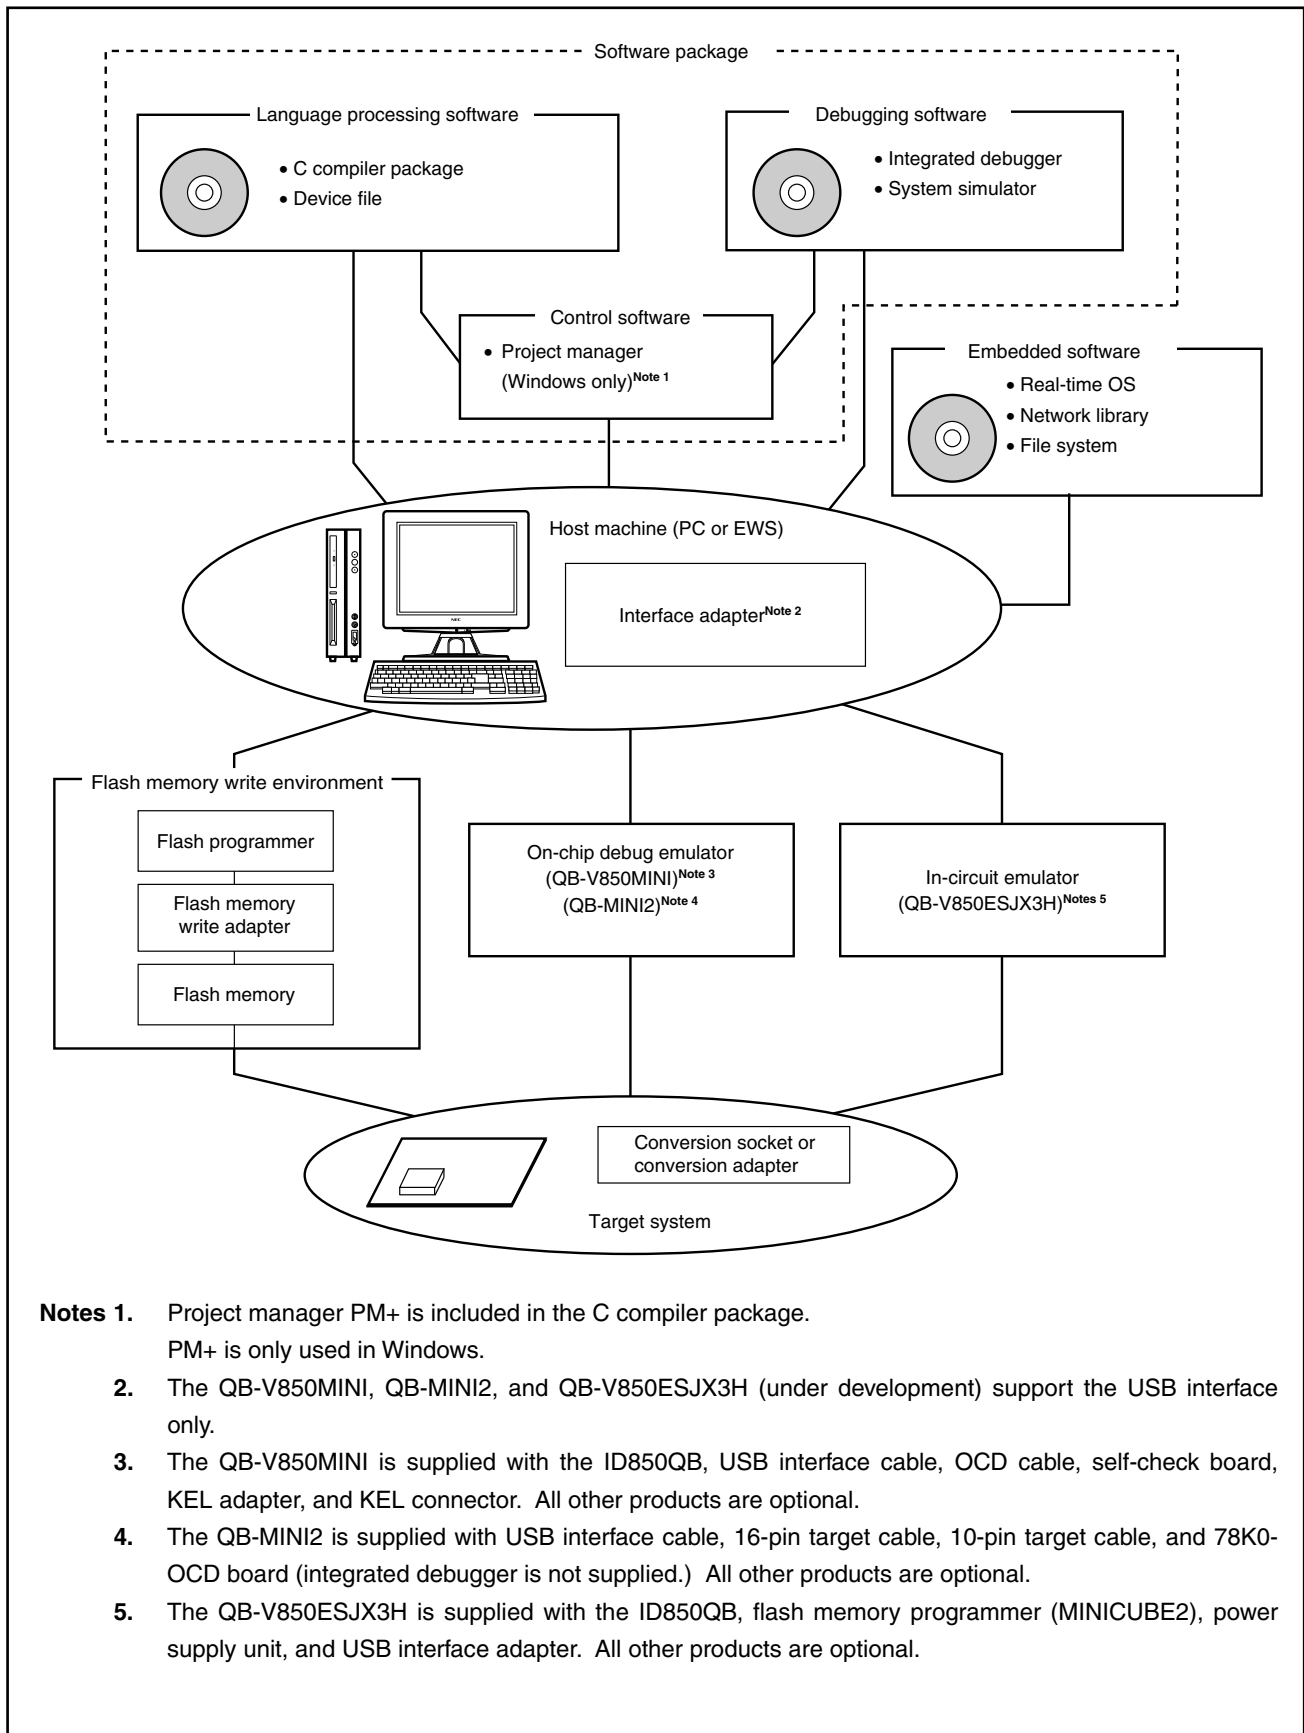 Software package
Language processing software
• C compiler package
• Device file
Debugging software
• Integrated debugger
• System simulator
Control software
• Project manager
(Windows only)Note 1
Embedded software
• Real-time OS
• Network library
• File system
Host machine (PC or EWS)
NEC
Interface adapterNote 2
Flash memory write environment
Flash programmer
Flash memory
write adapter
Flash memory
On-chip debug emulator
(QB-V850MINI)Note 3
(QB-MINI2)Note 4
In-circuit emulator
(QB-V850ESJX3H)Notes 5
Conversion socket or
conversion adapter
Target system
Notes 1. Project manager PM+ is included in the C compiler package.
PM+ is only used in Windows.
2. The QB-V850MINI, QB-MINI2, and QB-V850ESJX3H (under development) support the USB interface
only.
3. The QB-V850MINI is supplied with the ID850QB, USB interface cable, OCD cable, self-check board,
KEL adapter, and KEL connector. All other products are optional.
4. The QB-MINI2 is supplied with USB interface cable, 16-pin target cable, 10-pin target cable, and 78K0-
OCD board (integrated debugger is not supplied.) All other products are optional.
5. The QB-V850ESJX3H is supplied with the ID850QB, flash memory programmer (MINICUBE2), power
supply unit, and USB interface adapter. All other products are optional.